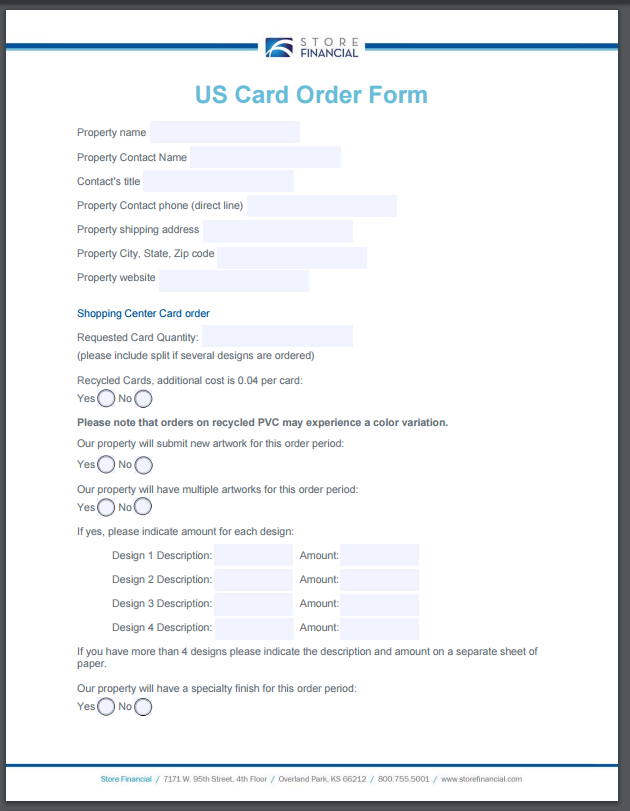 STORE
FINANCIAL
US Card Order Form
Property name
Property Contact Name
Contact's title
Property Contact phone (direct line)
Property shipping address
Property City, State, Zip code
Property website
Shopping Center Card order
Requested Card Quantity:
(please include split if several designs are ordered)
Recycled Cards, additional cost is 0.04 per card:
Yes No
Please note that orders on recycled PVC may experience a color variation.
Our property will submit new artwork for this order period:
Yes No
Our property will have multiple artworks for this order period:
Yes No
If yes, please indicate amount for each design:
Design 1 Description: Amount:
Design 2 Description: Amount:
Design 3 Description: Amount:
Design 4 Description: Amount:
If you have more than 4 designs please indicate the description and amount on a separate sheet of
paper.
Our property will have a specialty finish for this order period:
Yes No
Store Financial / 7171 W. 95th Street, 4th Floor / Overland Park, KS 66212 / 800.755.5001 / www.storefinancial.com